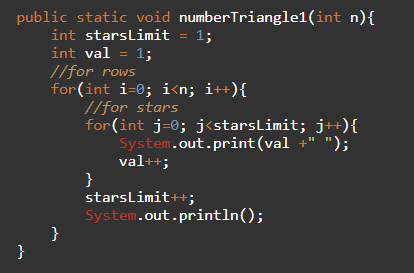 public static void numberTriangle1(int n){
    int starsLimit = 1;
    int val = 1;
    //for rows
    for(int i=0; i<n; i++){
        //for stars
        for(int j=0; j<starsLimit; j++){
            System.out.print(val +" ");
            val++;
        }
        starsLimit++;
        System.out.println();
    }
}